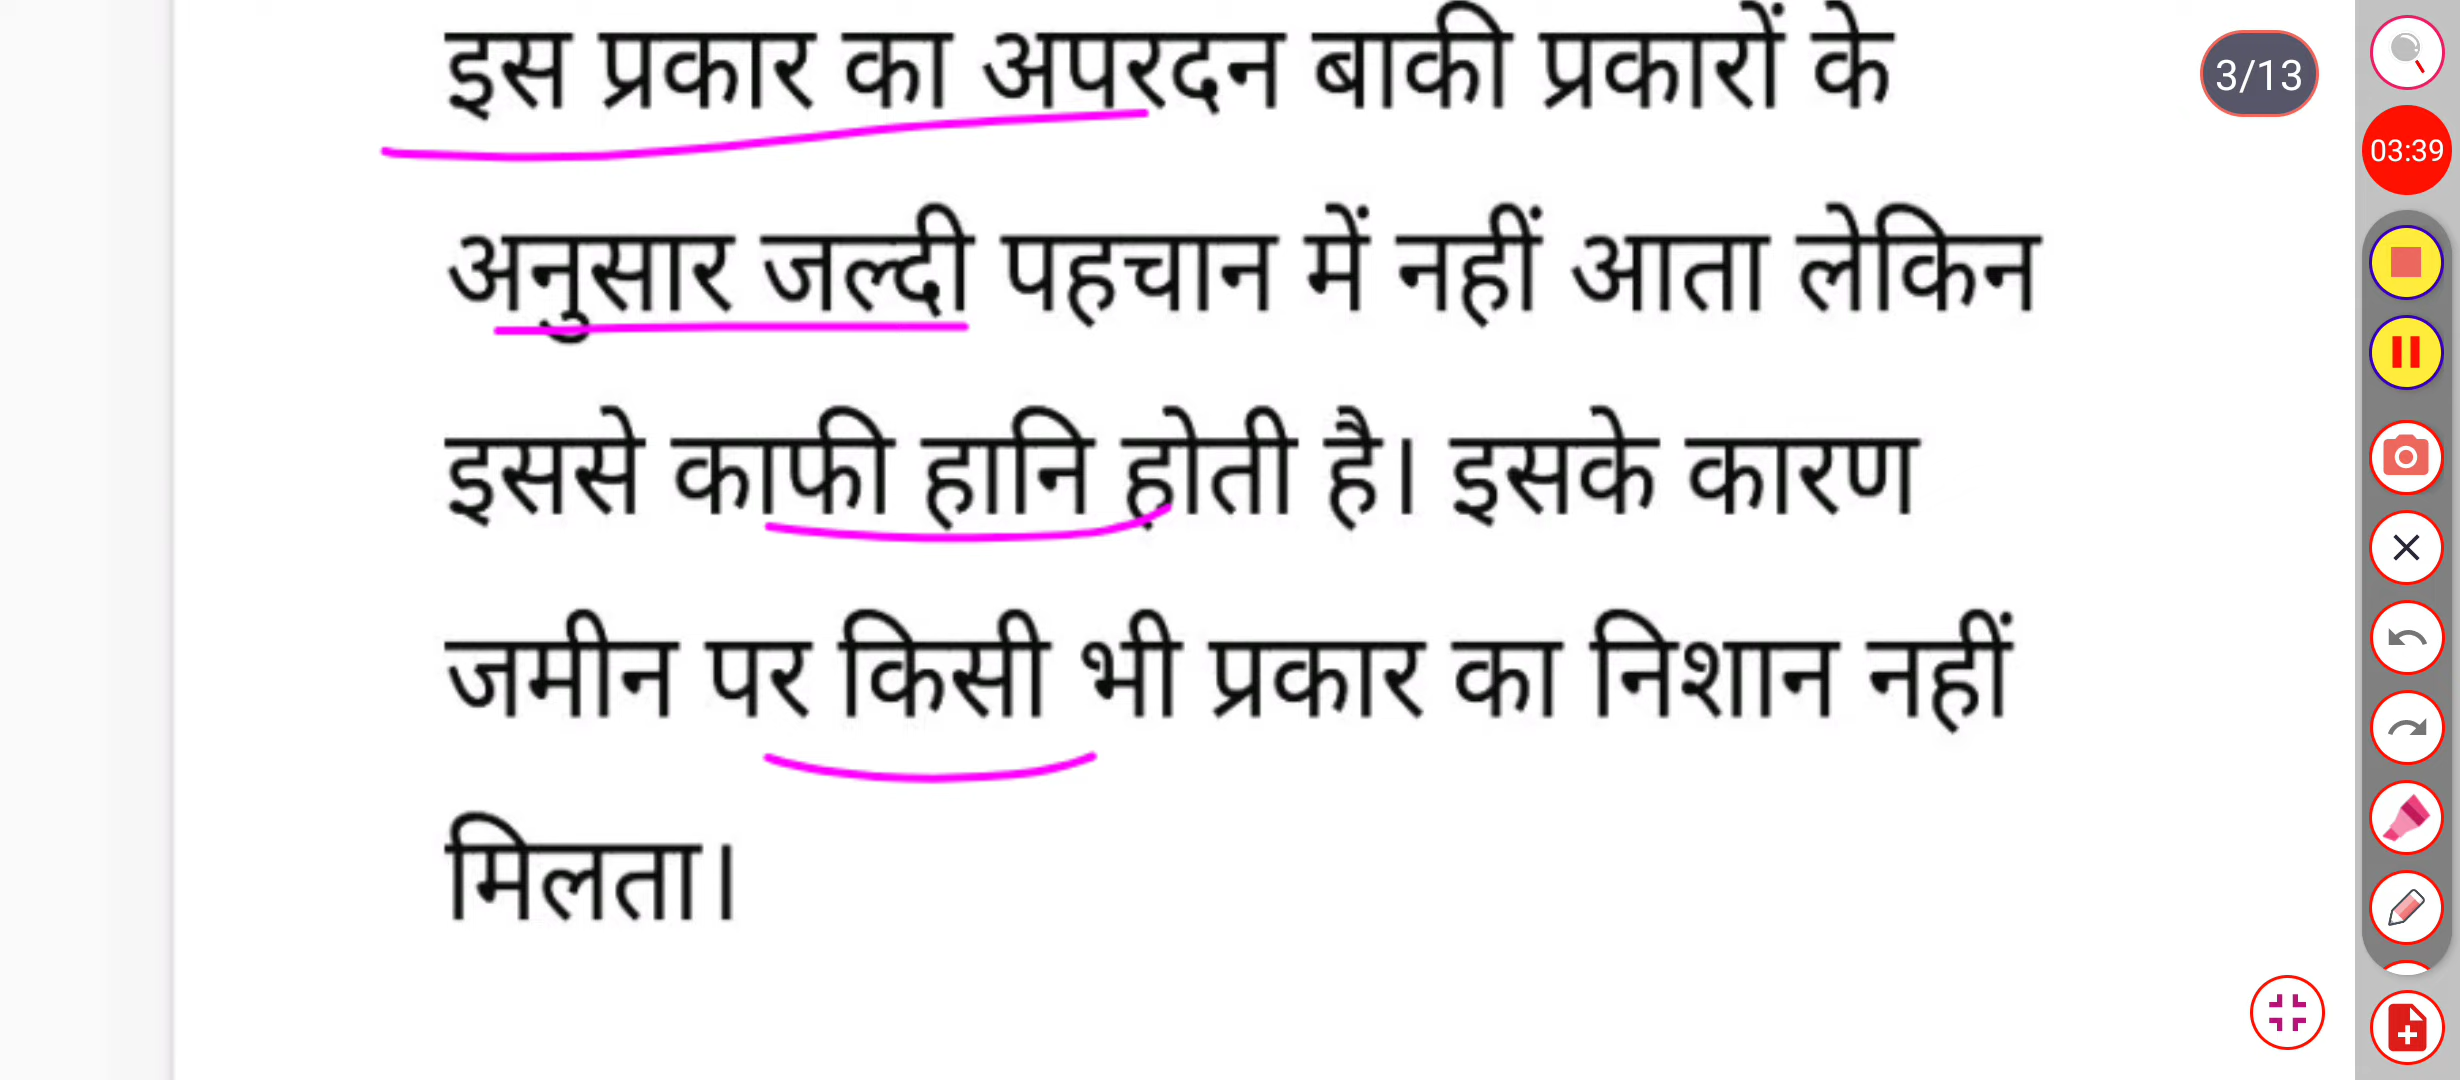 इस प्रकार का अपरदन बाकी प्रकारों के
3/13
03:39
अनुसार जल्दी पहचान में नहीं आता लेकिन
इससे काफी हानि होती है। इसके कारण
जमीन पर किसी भी प्रकार का निशान नहीं
मिलता।